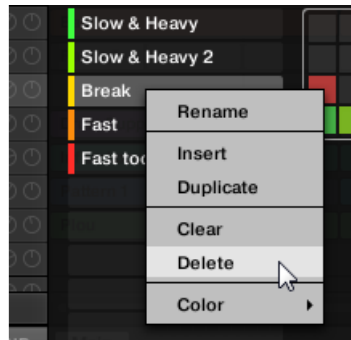 Slow & Heavy
Slow & Heavy 2
Break
Fast
Fast too
Rename
Insert
Duplicate
Clear
Delete
Color